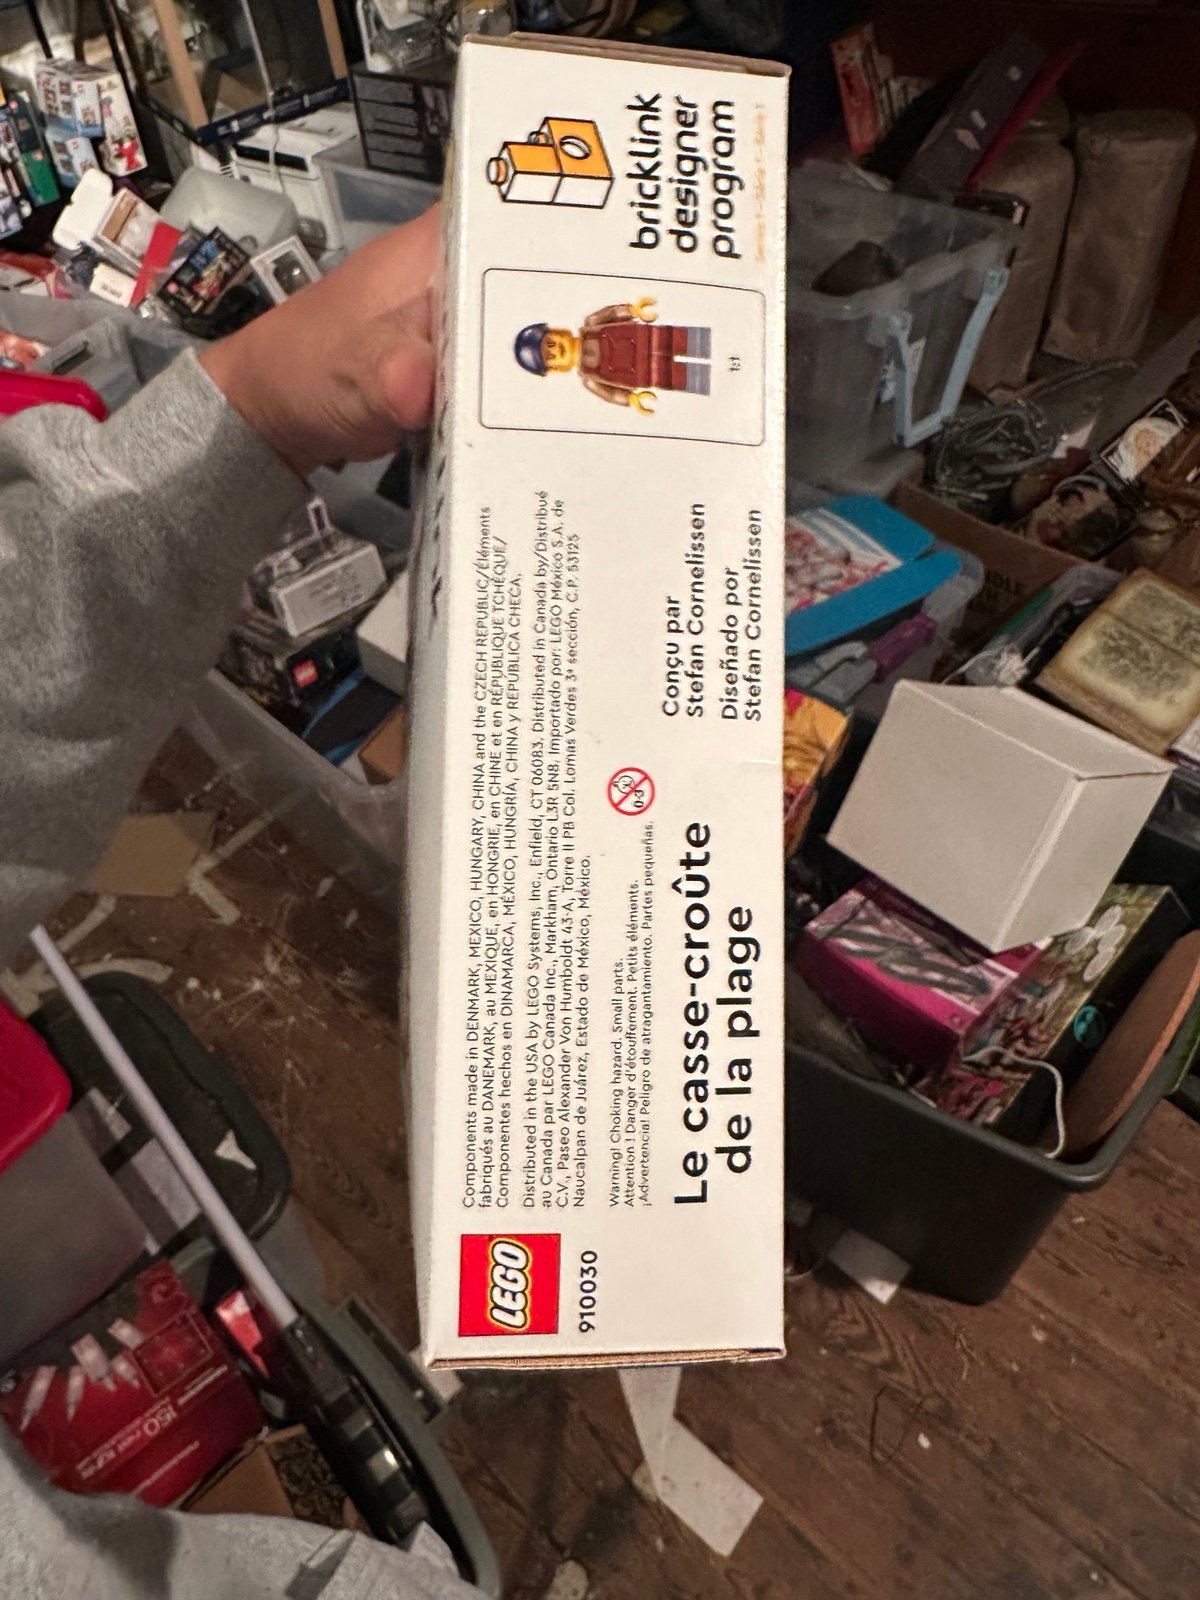 LEGO
910030
Components made in DENMARK, MEXICO, HUNGARY, CHINA and the CZECH REPUBLIC/Éléments
fabriqués au DANEMARK, au MEXIQUE, en HONGRIE, en CHINE et en RÉPUBLIQUE TCHÈQUE/
Componentes hechos en DINAMARCA, MÉXICO, HUNGRÍA, CHINA y REPÚBLICA CHECA.
Distributed in the USA by LEGO Systems, Inc., Enfield, CT 06083. Distributed in Canada by/Distribué
au Canada par LEGO Canada Inc., Markham, Ontario L3R 5N8. Importado por: LEGO México S.A. de
C.V., Paseo Alexander Von Humboldt 43-A, Torre II PB Col. Lomas Verdes 3ª sección, C.P. 53125
Naucalpan de Juárez, Estado de México, México.
Warning! Choking hazard. Small parts.
Attention ! Danger d'étouffement. Petits éléments.
¡Advertencia! Peligro de atragantamiento. Partes pequeñas.
0-3
Le casse-croûte
de la plage
Conçu par
Stefan Cornelissen
Diseñado por
Stefan Cornelissen
1:1
bricklink
designer
program
LEGO